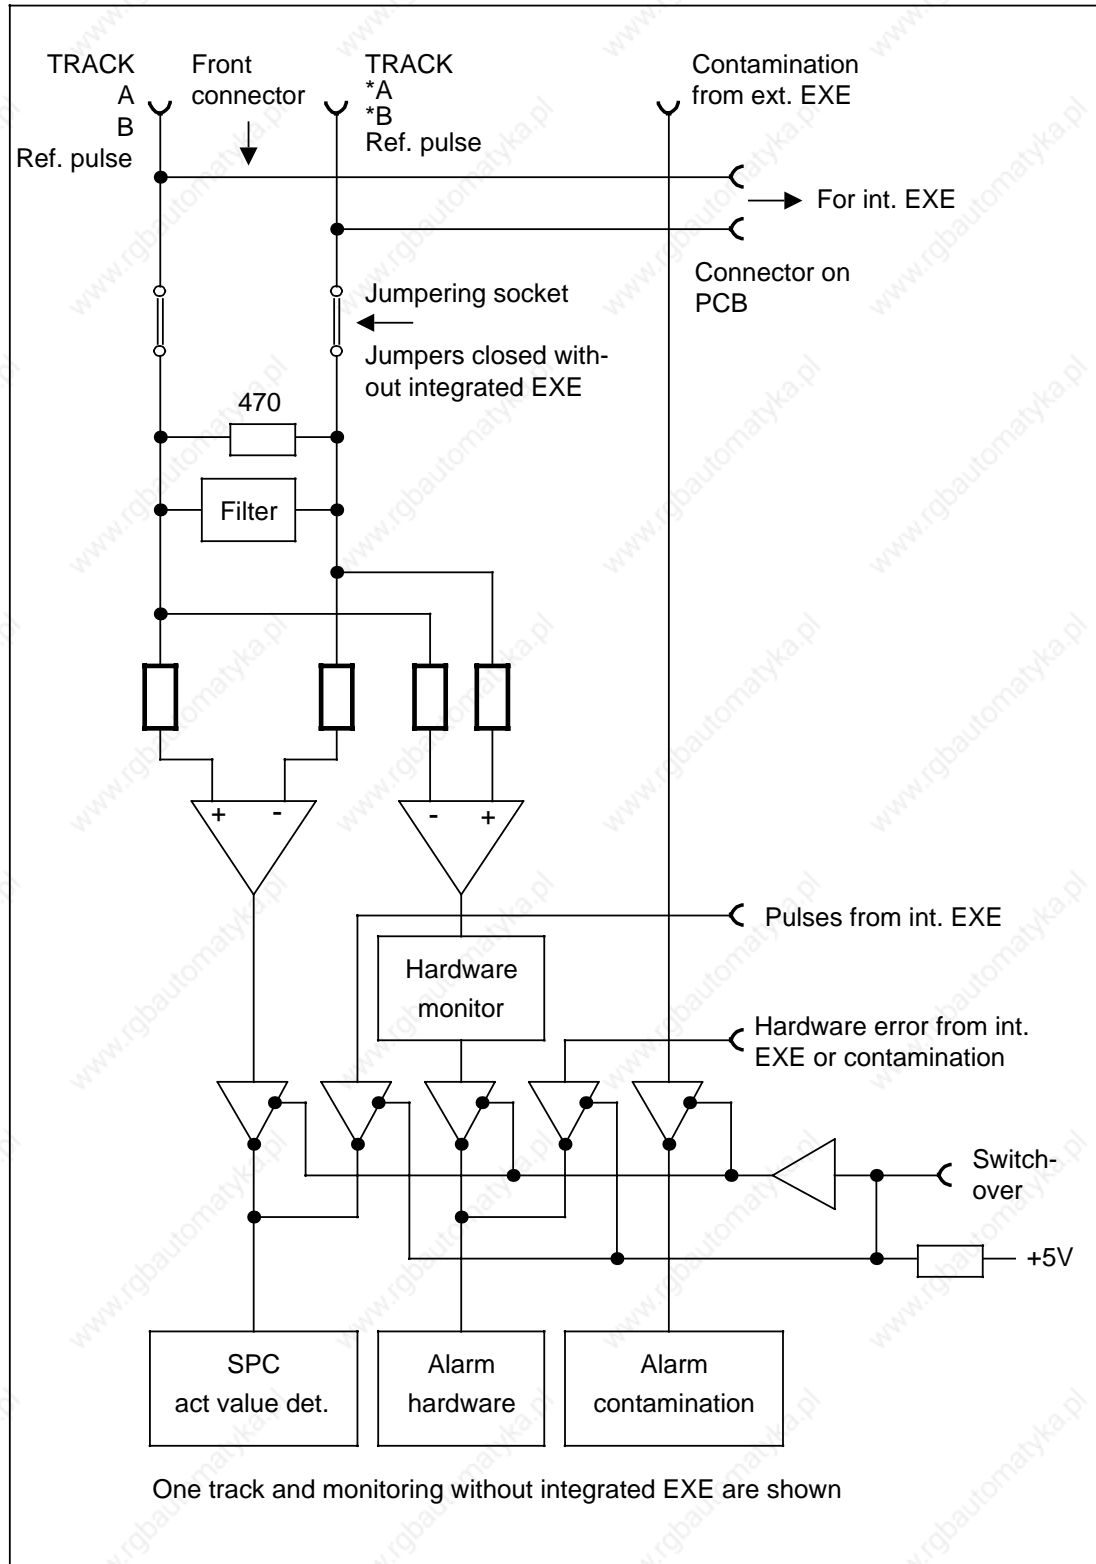 TRACK
A
B
Ref. pulse
Front
connector
TRACK
*A
*B
Ref. pulse
Contamination
from ext. EXE
For int. EXE
Connector on
PCB
Jumpering socket
Jumpers closed with-
out integrated EXE
470
Filter
+ -
- +
Pulses from int. EXE
Hardware
monitor
Hardware error from int.
EXE or contamination
Switch-
over
+5V
SPC
act value det.
Alarm
hardware
Alarm
contamination
One track and monitoring without integrated EXE are shown
www.rgbautomatyka.pl